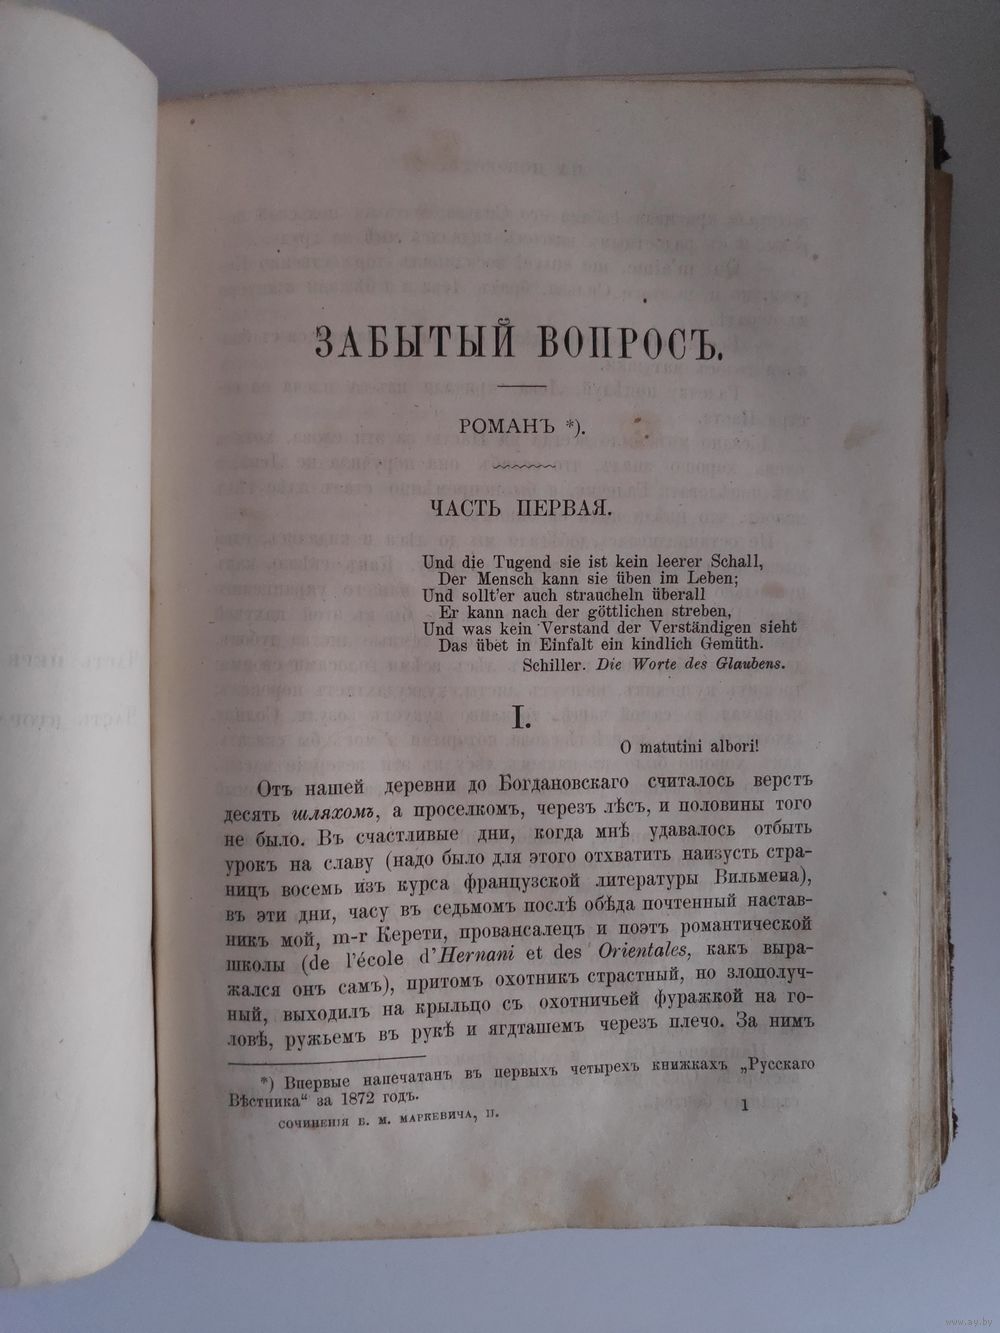 ЗАБЫТЫЙ ВОПРОСЪ.
РОМАНЪ *).
ЧАСТЬ ПЕРВАЯ.
Und die Tugend sie ist kein leerer Schall,
Der Mensch kann sie üben im Leben;
Und sollt'er auch straucheln überall
Er kann nach der göttlichen streben,
Und was kein Verstand der Verständigen sieht
Das übet in Einfalt ein kindlich Gemüth.
Schiller. Die Worte des Glaubens.
I.
O matutini albori!
Отъ нашей деревни до Богдановскаго считалось верстъ
десять шляхомъ, а проселкомъ, черезъ лѣсъ, и половины того
не было. Въ счастливые дни, когда мнѣ удавалось отбыть
урокъ на славу (надо было для этого отхватить наизусть стра-
ницъ восемь изъ курса французской литературы Вильмена),
въ эти дни, часу въ седьмомъ послѣ обѣда почтенный настав-
никъ мой, m-r Керети, провансалецъ и поэтъ романтической
школы (de l'école d'Hernani et des Orientales, какъ выра-
жался онъ самъ), притомъ охотникъ страстный, но злополуч-
ный, выходилъ на крыльцо съ охотничьей фуражкой на го-
ловѣ, ружьемъ въ рукѣ и ягдташемъ черезъ плечо. За нимъ
*) Впервые напечатанъ въ первыхъ четырехъ книжкахъ „Русскаго
Вѣстника“ за 1872 годъ.
СОЧИНЕНІЯ Б. М. МАРКЕВИЧА, II.
1
www.ay.by